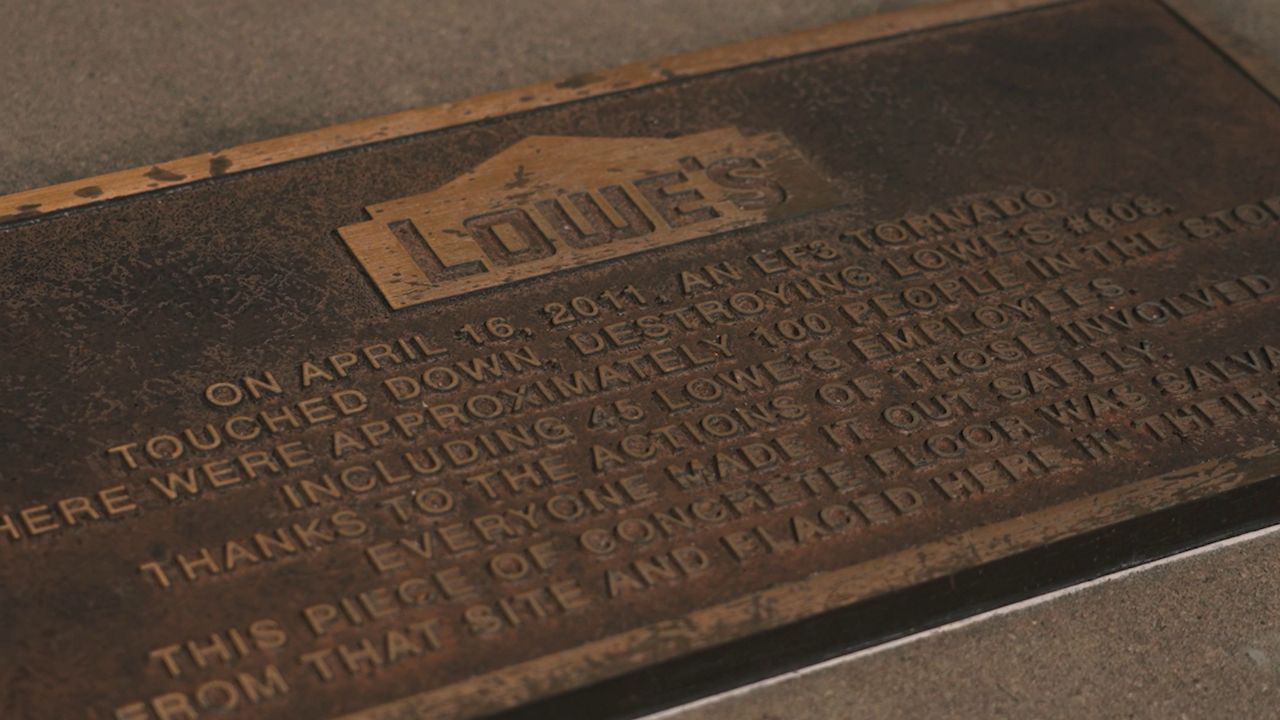 LOWE'S
ON APRIL 16, 2011, AN EF3 TORNADO
TOUCHED DOWN, DESTROYING LOWE'S #608.
HERE WERE APPROXIMATELY 100 PEOPLE IN THE STOR
INCLUDING 45 LOWE'S EMPLOYEES.
THANKS TO THE ACTIONS OF THOSE INVOLVED
EVERYONE MADE IT OUT SAFELY.
THIS PIECE OF CONCRETE FLOOR WAS SALVA
FROM THAT SITE AND PLACED HERE IN THEIR